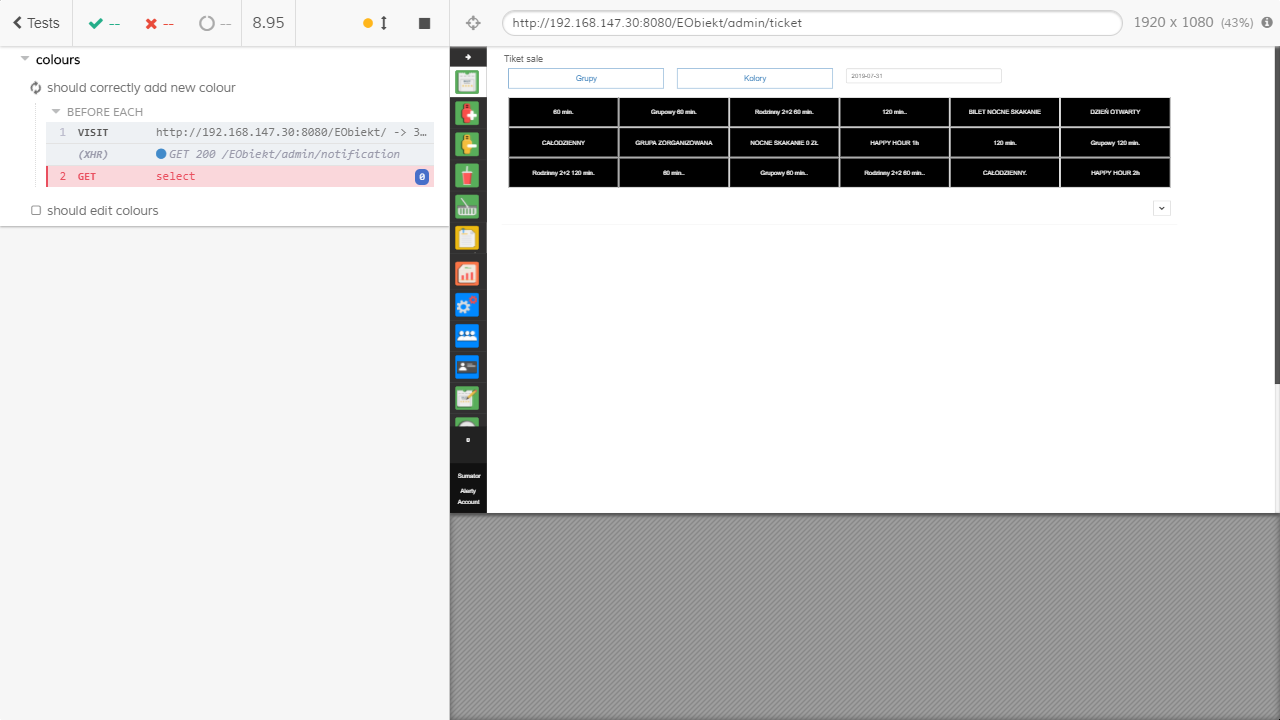 Tests -- -- -- 8.95
http://192.168.147.30:8080/EObiekt/admin/ticket 1920 x 1080 (43%)
colours
should correctly add new colour
BEFORE EACH
1 VISIT http://192.168.147.30:8080/EObiekt/ -> 3…
(XHR) GET 200 /EObiekt/admin/notification
2 GET select 0
should edit colours
Tiket sale
Grupy Kolory 2019-07-31
60 min. Grupowy 60 min. Rodzinny 2+2 60 min. 120 min.. BILET NOCNE SKAKANIE DZIEŃ OTWARTY
CAŁODZIENNY GRUPA ZORGANIZOWANA NOCNE SKAKANIE 0 ZŁ HAPPY HOUR 1h 120 min. Grupowy 120 min.
Rodzinny 2+2 120 min. 60 min.. Grupowy 60 min.. Rodzinny 2+2 60 min.. CAŁODZIENNY. HAPPY HOUR 2h
0
Sumator
Alerty
Account